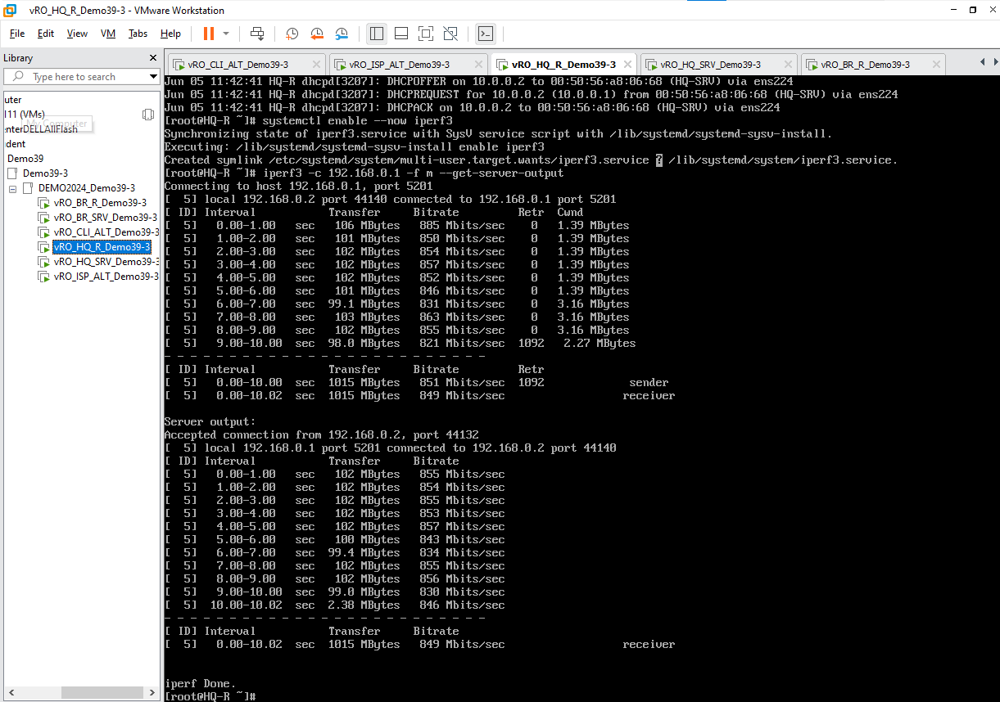 vRO_HQ_R_Demo39-3 - VMware Workstation
File Edit View VM Tabs Help
Library
Type here to search
uter
l11 (VMs)
My Computer
enterDELLAllFlash
dent
Demo39
Demo39-3
DEMO2024_Demo39-3
vRO_BR_R_Demo39-3
vRO_BR_SRV_Demo39-3
vRO_CLI_ALT_Demo39-3
vRO_HQ_R_Demo39-3
vRO_HQ_SRV_Demo39-3
vRO_ISP_ALT_Demo39-3
vRO_CLI_ALT_Demo39-3 vRO_ISP_ALT_Demo39-3 vRO_HQ_R_Demo39-3 vRO_HQ_SRV_Demo39-3 vRO_BR_R_Demo39-3
Jun 05 11:42:41 HQ-R dhcpd[3207]: DHCPOFFER on 10.0.0.2 to 00:50:56:a8:06:68 (HQ-SRV) via ens224
Jun 05 11:42:41 HQ-R dhcpd[3207]: DHCPREQUEST for 10.0.0.2 (10.0.0.1) from 00:50:56:a8:06:68 (HQ-SRV) via ens224
Jun 05 11:42:41 HQ-R dhcpd[3207]: DHCPACK on 10.0.0.2 to 00:50:56:a8:06:68 (HQ-SRV) via ens224
[root@HQ-R ~]# systemctl enable --now iperf3
Synchronizing state of iperf3.service with SysV service script with /lib/systemd/systemd-sysv-install.
Executing: /lib/systemd/systemd-sysv-install enable iperf3
Created symlink /etc/systemd/system/multi-user.target.wants/iperf3.service ? /lib/systemd/system/iperf3.service.
[root@HQ-R ~]# iperf3 -c 192.168.0.1 -f m --get-server-output
Connecting to host 192.168.0.1, port 5201
[  5] local 192.168.0.2 port 44140 connected to 192.168.0.1 port 5201
[ ID] Interval Transfer Bitrate Retr Cwnd
[  5] 0.00-1.00 sec 106 MBytes 885 Mbits/sec 0 1.39 MBytes
[  5] 1.00-2.00 sec 101 MBytes 850 Mbits/sec 0 1.39 MBytes
[  5] 2.00-3.00 sec 102 MBytes 854 Mbits/sec 0 1.39 MBytes
[  5] 3.00-4.00 sec 102 MBytes 857 Mbits/sec 0 1.39 MBytes
[  5] 4.00-5.00 sec 102 MBytes 852 Mbits/sec 0 1.39 MBytes
[  5] 5.00-6.00 sec 101 MBytes 846 Mbits/sec 0 1.39 MBytes
[  5] 6.00-7.00 sec 99.1 MBytes 831 Mbits/sec 0 3.16 MBytes
[  5] 7.00-8.00 sec 103 MBytes 863 Mbits/sec 0 3.16 MBytes
[  5] 8.00-9.00 sec 102 MBytes 855 Mbits/sec 0 3.16 MBytes
[  5] 9.00-10.00 sec 98.0 MBytes 821 Mbits/sec 1092 2.27 MBytes
- - - - - - - - - - - - - - - - - - - - - - - - -
[ ID] Interval Transfer Bitrate Retr
[  5] 0.00-10.00 sec 1015 MBytes 851 Mbits/sec 1092 sender
[  5] 0.00-10.02 sec 1015 MBytes 849 Mbits/sec receiver
Server output:
Accepted connection from 192.168.0.2, port 44132
[  5] local 192.168.0.1 port 5201 connected to 192.168.0.2 port 44140
[ ID] Interval Transfer Bitrate
[  5] 0.00-1.00 sec 102 MBytes 855 Mbits/sec
[  5] 1.00-2.00 sec 102 MBytes 854 Mbits/sec
[  5] 2.00-3.00 sec 102 MBytes 855 Mbits/sec
[  5] 3.00-4.00 sec 102 MBytes 853 Mbits/sec
[  5] 4.00-5.00 sec 102 MBytes 857 Mbits/sec
[  5] 5.00-6.00 sec 100 MBytes 843 Mbits/sec
[  5] 6.00-7.00 sec 99.4 MBytes 834 Mbits/sec
[  5] 7.00-8.00 sec 102 MBytes 855 Mbits/sec
[  5] 8.00-9.00 sec 102 MBytes 856 Mbits/sec
[  5] 9.00-10.00 sec 99.0 MBytes 830 Mbits/sec
[  5] 10.00-10.02 sec 2.38 MBytes 846 Mbits/sec
- - - - - - - - - - - - - - - - - - - - - - - - -
[ ID] Interval Transfer Bitrate
[  5] 0.00-10.02 sec 1015 MBytes 849 Mbits/sec receiver
iperf Done.
[root@HQ-R ~]#